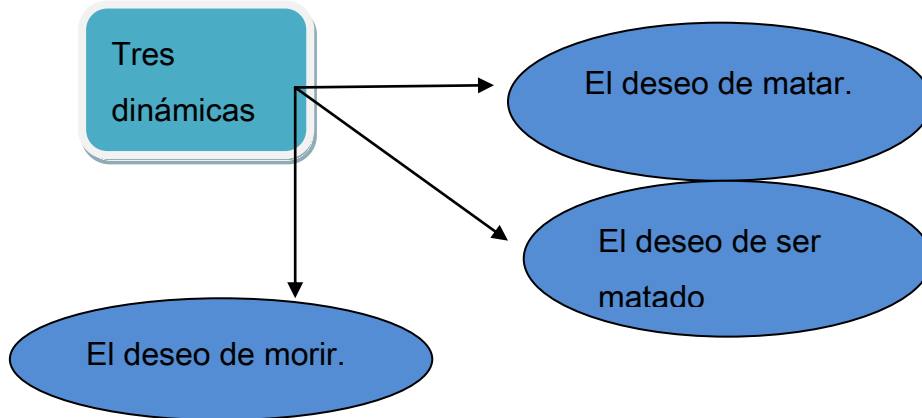 Tres
dinámicas
El deseo de matar.
El deseo de ser
matado
El deseo de morir.